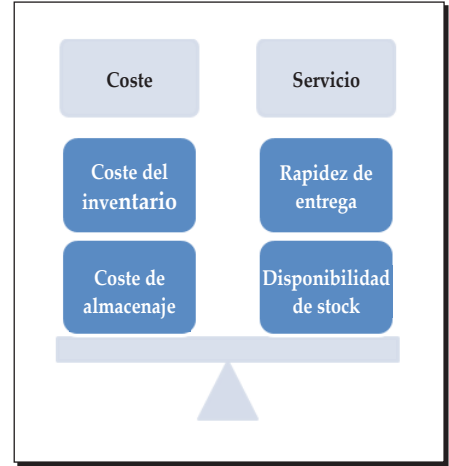 Coste
Servicio
Coste del
inventario
Rapidez de
entrega
Coste de
almacenaje
Disponibilidad
de stock